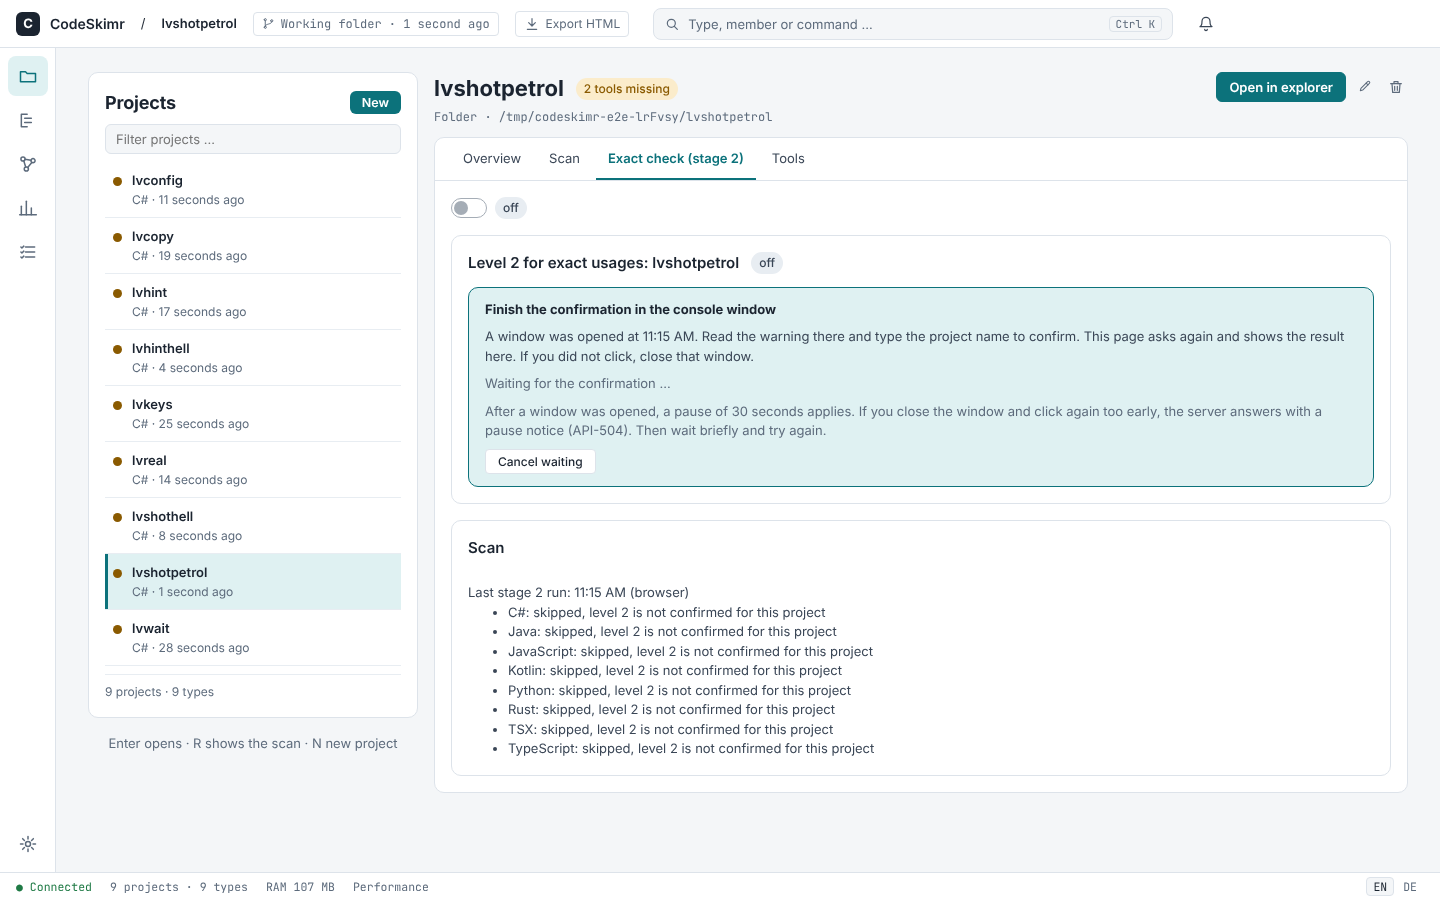 C CodeSkimr / lvshotpetrol Working folder · 1 second ago Export HTML Type, member or command ... Ctrl K
Projects New
Filter projects ...
lvconfig
C# · 11 seconds ago
lvcopy
C# · 19 seconds ago
lvhint
C# · 17 seconds ago
lvhinthell
C# · 4 seconds ago
lvkeys
C# · 25 seconds ago
lvreal
C# · 14 seconds ago
lvshothell
C# · 8 seconds ago
lvshotpetrol
C# · 1 second ago
lvwait
C# · 28 seconds ago
9 projects · 9 types
Enter opens · R shows the scan · N new project
lvshotpetrol 2 tools missing Open in explorer
Folder · /tmp/codeskimr-e2e-lrFvsy/lvshotpetrol
Overview Scan Exact check (stage 2) Tools
off
Level 2 for exact usages: lvshotpetrol off
Finish the confirmation in the console window
A window was opened at 11:15 AM. Read the warning there and type the project name to confirm. This page asks again and shows the result
here. If you did not click, close that window.
Waiting for the confirmation ...
After a window was opened, a pause of 30 seconds applies. If you close the window and click again too early, the server answers with a
pause notice (API-504). Then wait briefly and try again.
Cancel waiting
Scan
Last stage 2 run: 11:15 AM (browser)
• C#: skipped, level 2 is not confirmed for this project
• Java: skipped, level 2 is not confirmed for this project
• JavaScript: skipped, level 2 is not confirmed for this project
• Kotlin: skipped, level 2 is not confirmed for this project
• Python: skipped, level 2 is not confirmed for this project
• Rust: skipped, level 2 is not confirmed for this project
• TSX: skipped, level 2 is not confirmed for this project
• TypeScript: skipped, level 2 is not confirmed for this project
Connected 9 projects · 9 types RAM 107 MB Performance EN DE